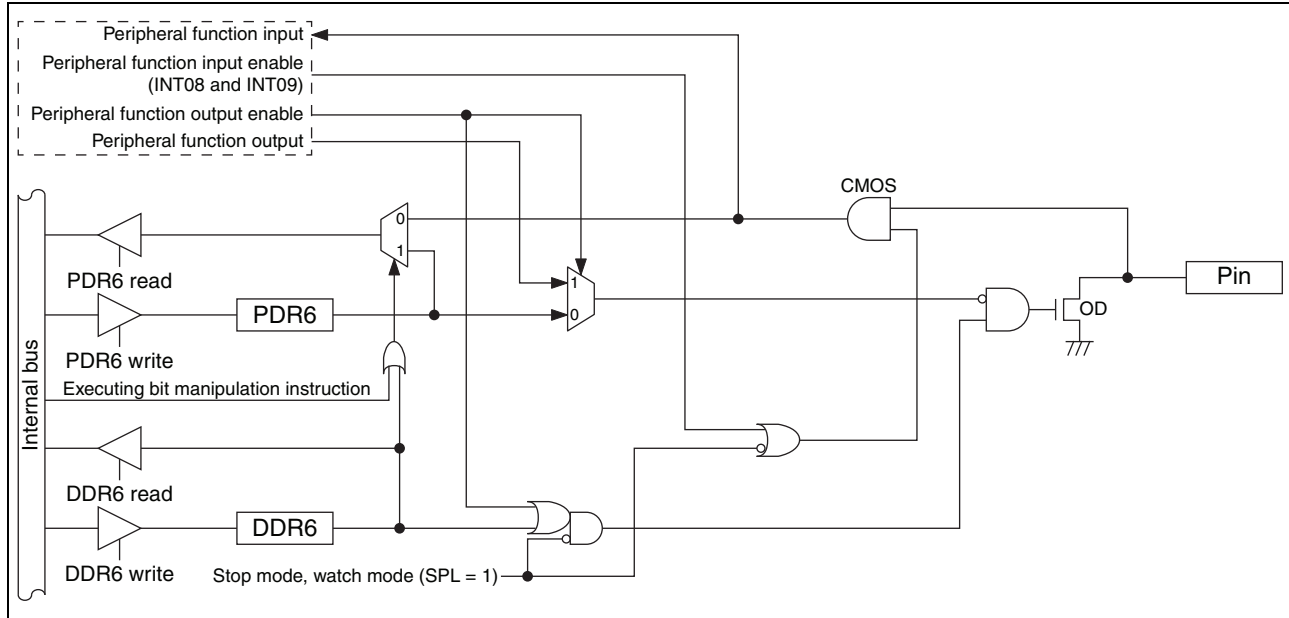 Peripheral function input
Peripheral function input enable
(INT08 and INT09)
Peripheral function output enable
Peripheral function output
CMOS
0
1
PDR6 read
1
0
Pin
OD
PDR6
PDR6 write
Executing bit manipulation instruction
Internal bus
DDR6 read
DDR6
DDR6 write
Stop mode, watch mode (SPL = 1)